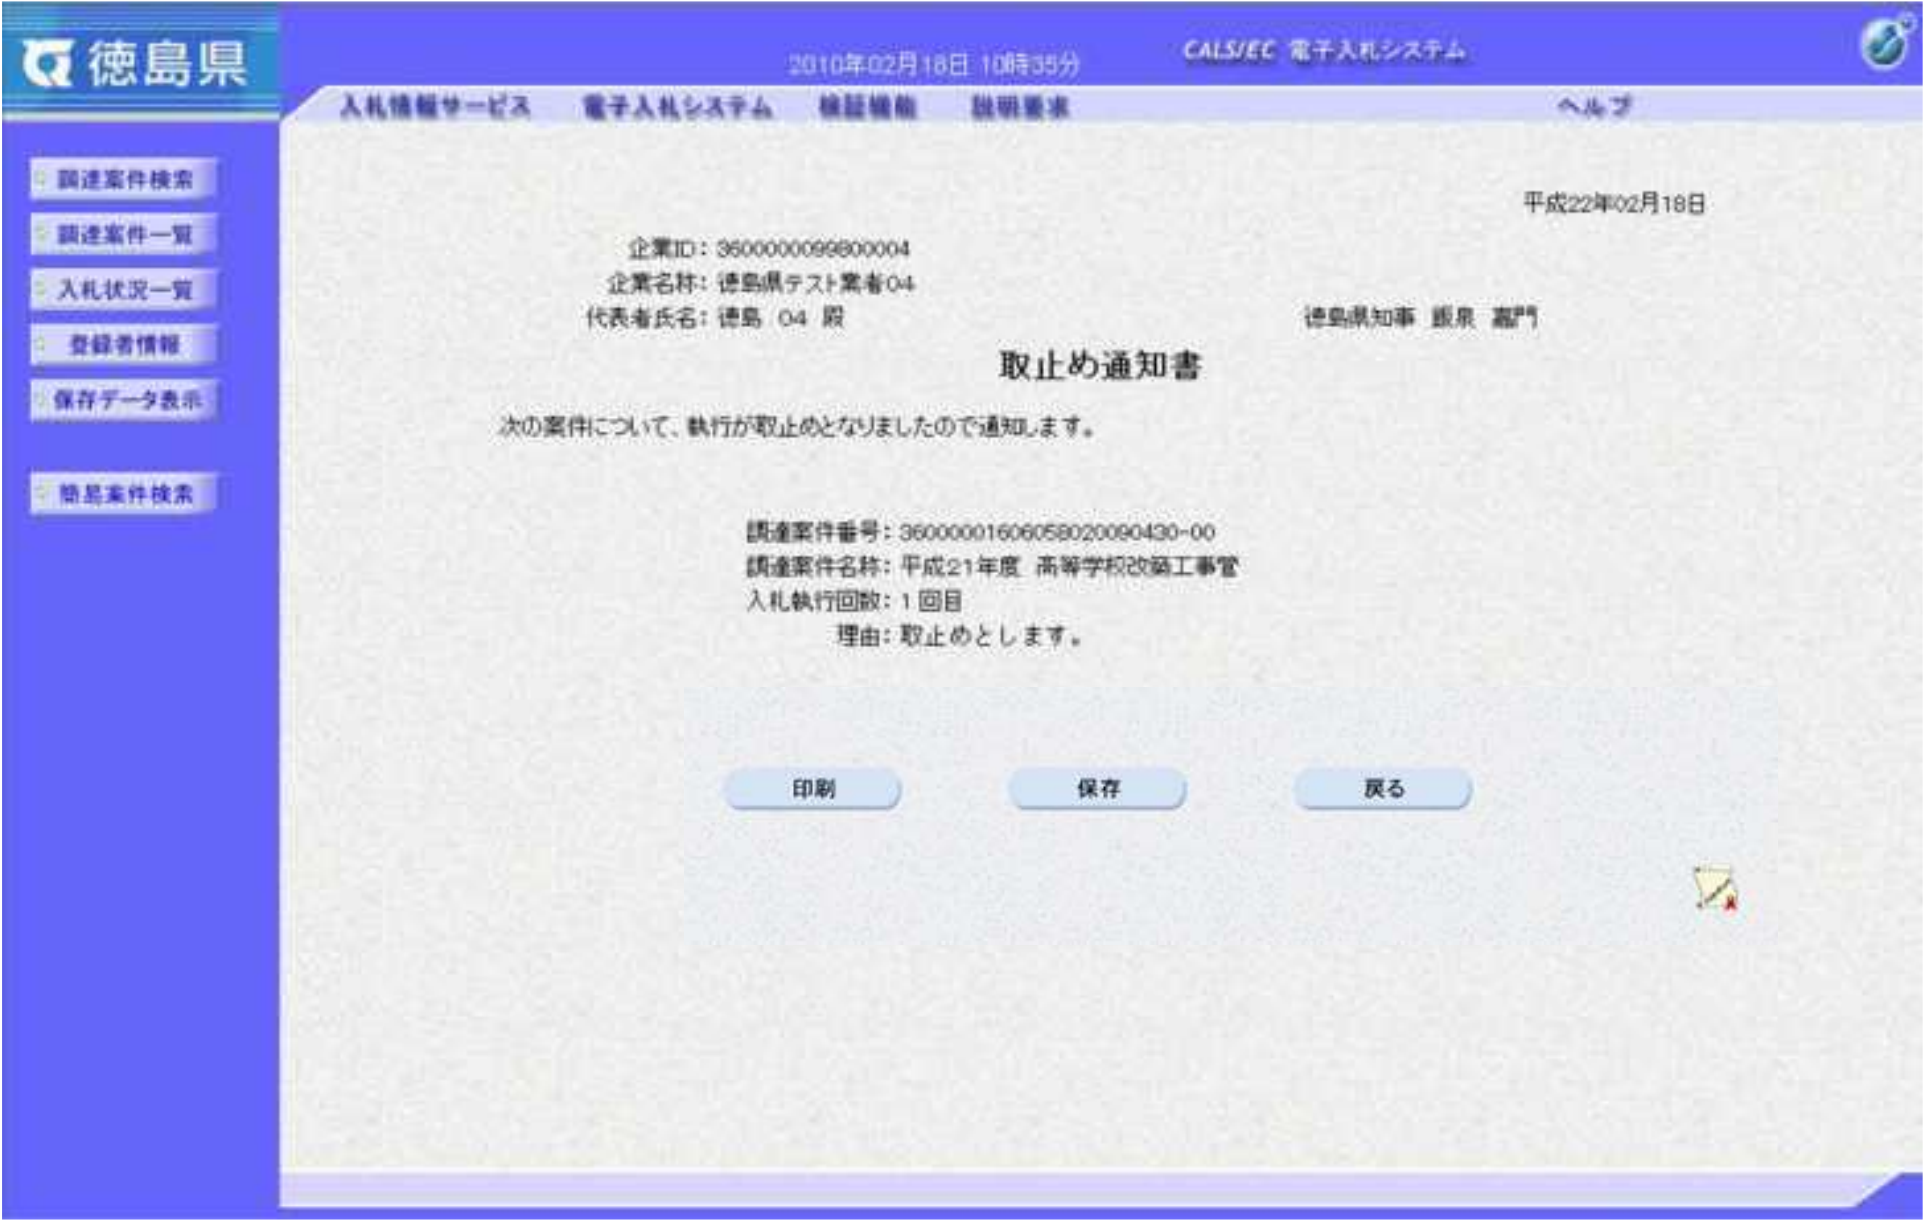 徳島県
2010年02月18日 10時35分
CALS/EC 電子入札システム
入札情報サービス 電子入札システム 検証機能 説明要求 ヘルプ
調達案件検索
調達案件一覧
入札状況一覧
登録者情報
保存データ表示
簡易案件検索
平成22年02月18日
企業ID：3600000099800004
企業名称：徳島県テスト業者04
代表者氏名：徳島 04 殿
徳島県知事 飯泉 嘉門
取止め通知書
次の案件について、執行が取止めとなりましたので通知します。
調達案件番号：3600000160605802009​0430-00
調達案件名称：平成21年度 高等学校改築工事管
入札執行回数：1回目
理由：取止めとします。
印刷 保存 戻る